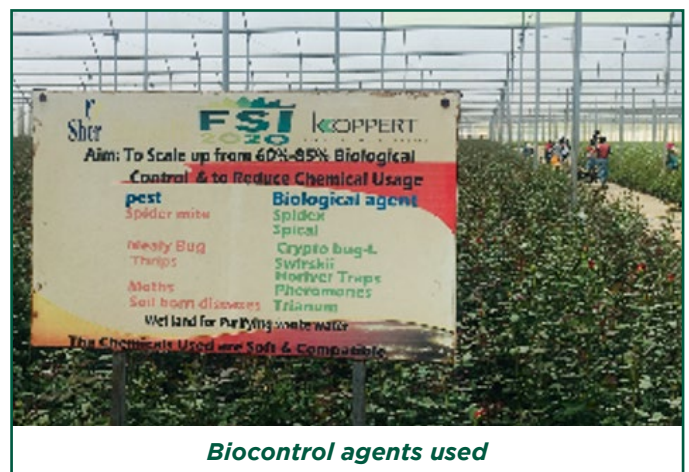 Sher
FSI
2020
KOPPERT
Aim: To Scale up from 60%-85% Biological
Control & to Reduce Chemical Usage
pest Biological agent
Spider mite Spidex
Spical
Mealy Bug Crypto bug-L
Thrips Swirskii
Horiver Traps
Moths Pheromones
Soil born diseases Trianum
Wet land for Purifying waste water
The Chemicals Used are Soft & Compatible
Biocontrol agents used